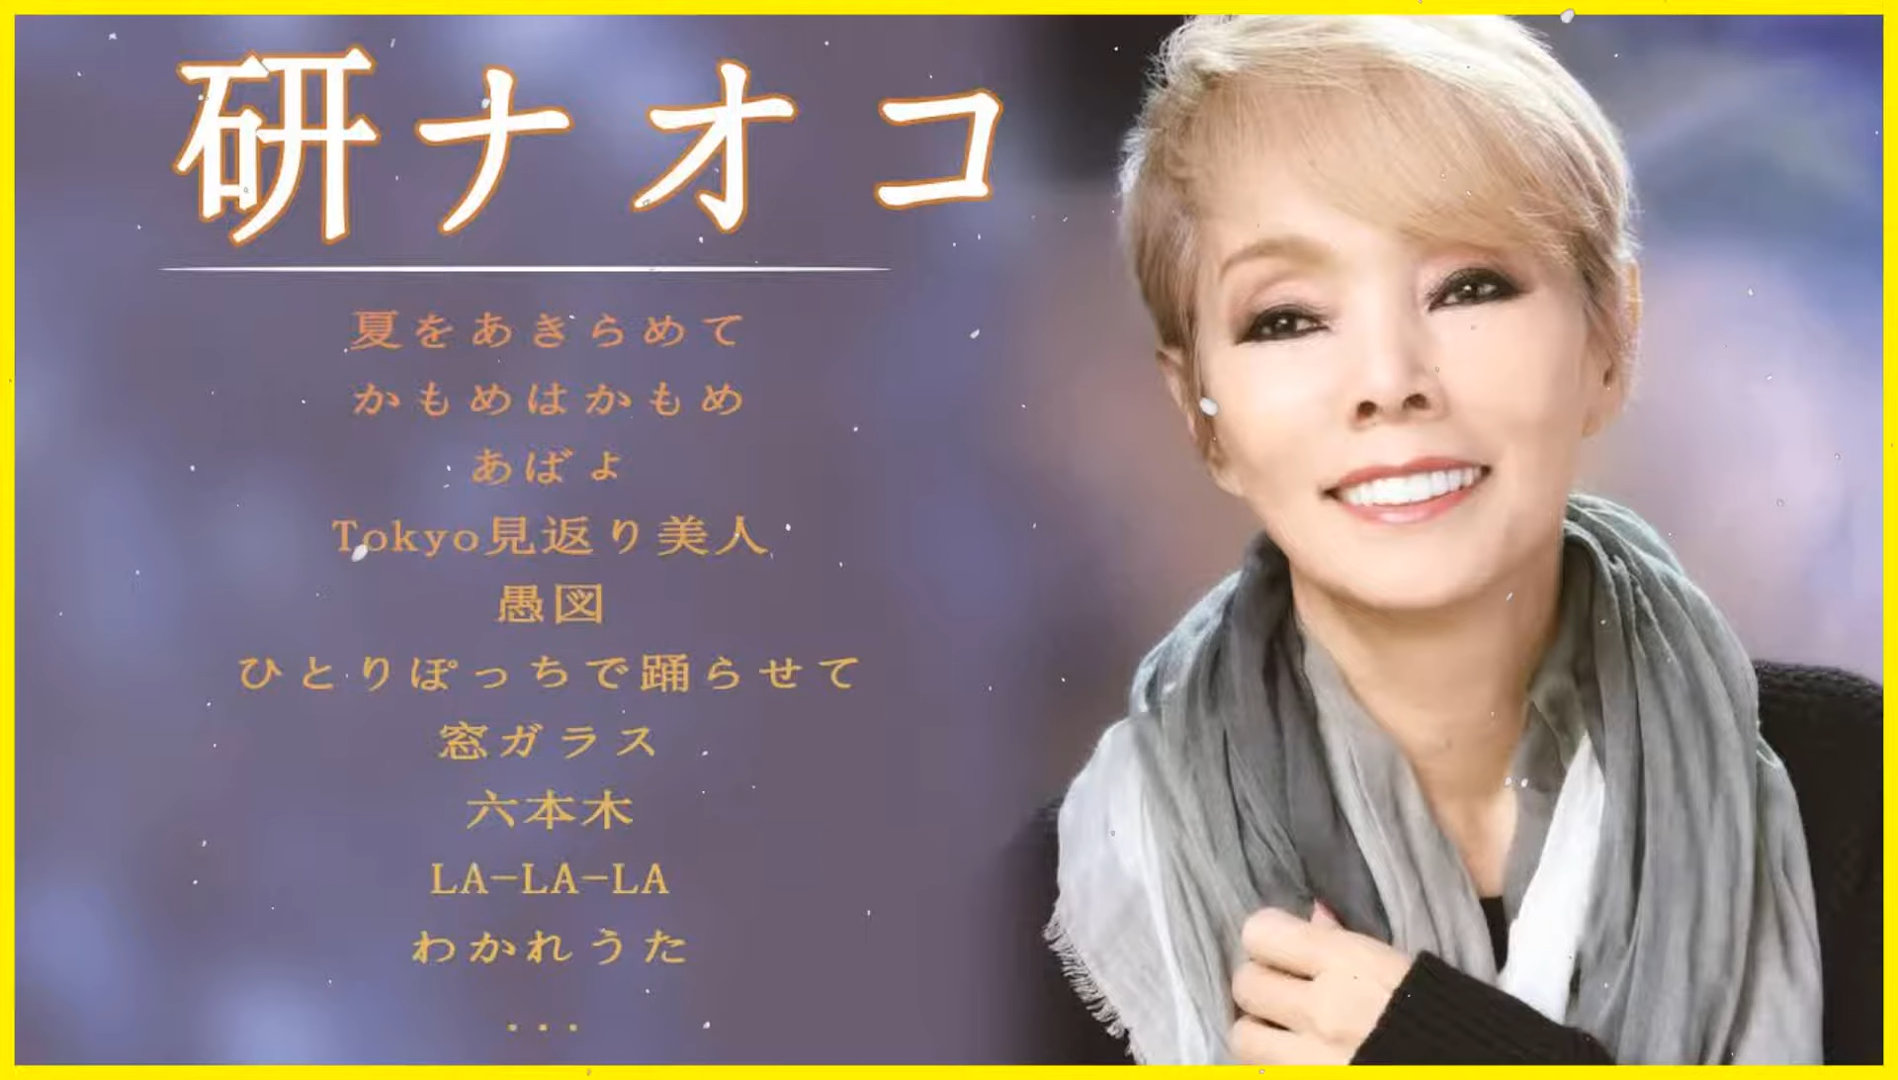 研ナオコ
夏をあきらめて
かもめはかもめ
あばょ
Tokyo見返り美人
愚図
ひとりぽっちで踊らせて
窓ガラス
六本木
LA-LA-LA
わかれうた
...